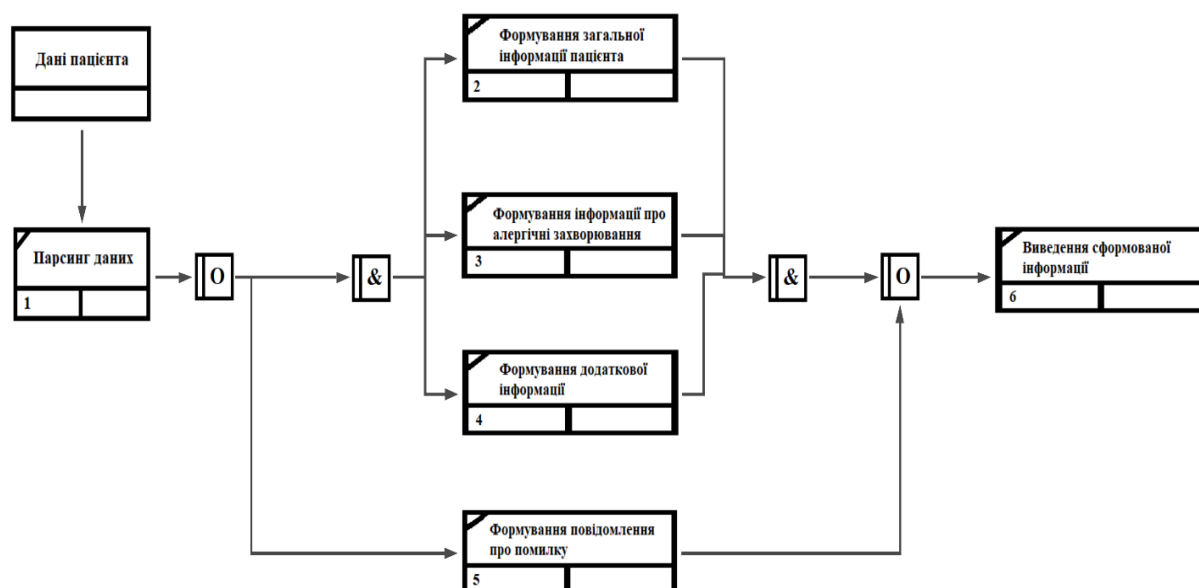 Дані пацієнта
Парсинг даних
1
O
&
Формування загальної
інформації пацієнта
2
Формування інформації про
алергічні захворювання
3
Формування додаткової
інформації
4
Формування повідомлення
про помилку
5
&
O
Виведення сформованої
інформації
6